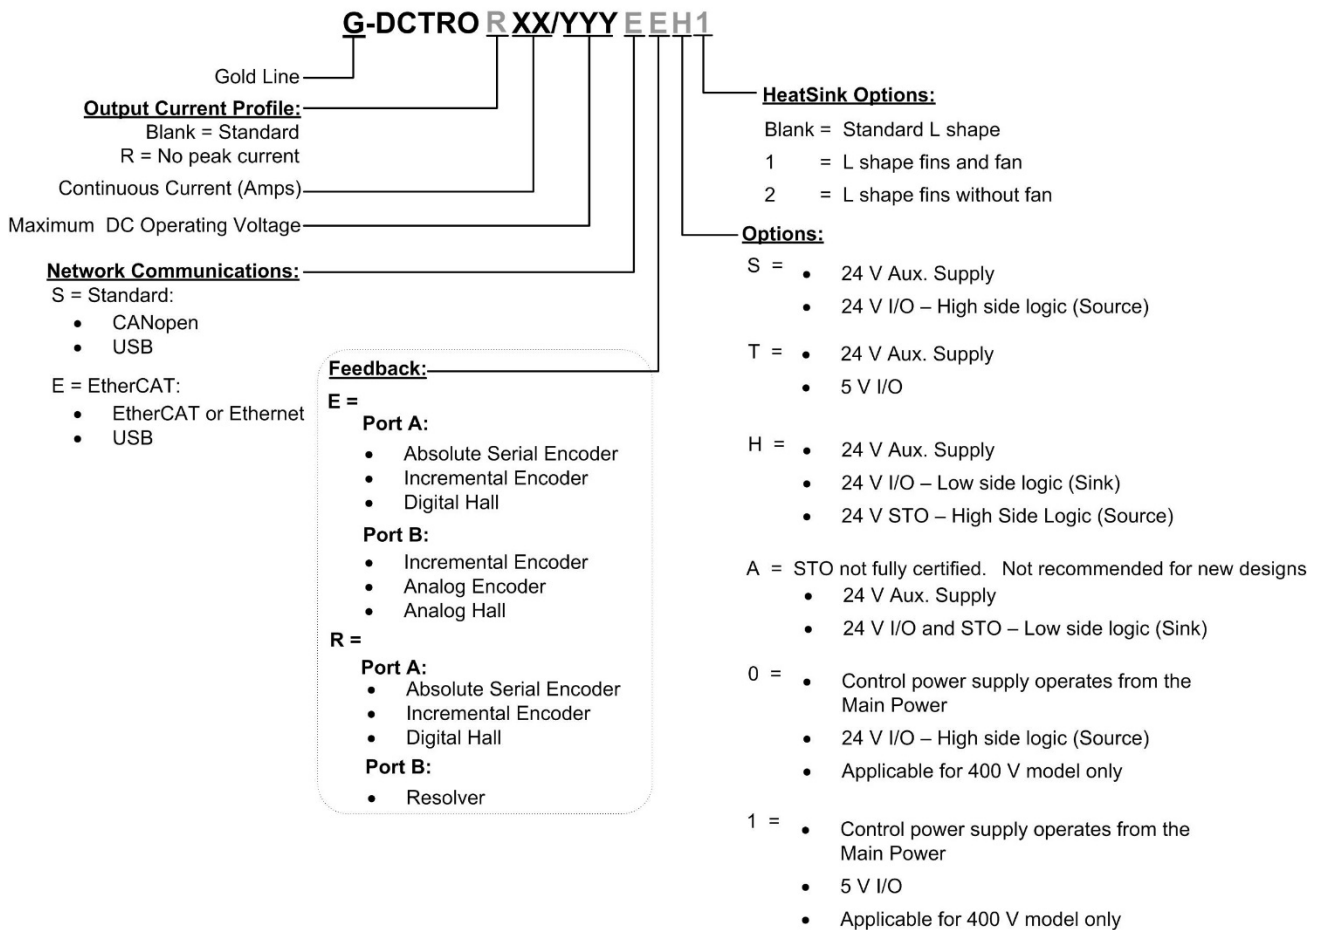 G-DCTRO R XX/YYY E E H 1
Gold Line
Output Current Profile:
Blank = Standard
R = No peak current
Continuous Current (Amps)
Maximum DC Operating Voltage
Network Communications:
S = Standard:
• CANopen
• USB
E = EtherCAT:
• EtherCAT or Ethernet
• USB
Feedback:
E =
Port A:
• Absolute Serial Encoder
• Incremental Encoder
• Digital Hall
Port B:
• Incremental Encoder
• Analog Encoder
• Analog Hall
R =
Port A:
• Absolute Serial Encoder
• Incremental Encoder
• Digital Hall
Port B:
• Resolver
HeatSink Options:
Blank = Standard L shape
1 = L shape fins and fan
2 = L shape fins without fan
Options:
S = • 24 V Aux. Supply
• 24 V I/O – High side logic (Source)
T = • 24 V Aux. Supply
• 5 V I/O
H = • 24 V Aux. Supply
• 24 V I/O – Low side logic (Sink)
• 24 V STO – High Side Logic (Source)
A = STO not fully certified. Not recommended for new designs
• 24 V Aux. Supply
• 24 V I/O and STO – Low side logic (Sink)
0 = • Control power supply operates from the
Main Power
• 24 V I/O – High side logic (Source)
• Applicable for 400 V model only
1 = • Control power supply operates from the
Main Power
• 5 V I/O
• Applicable for 400 V model only